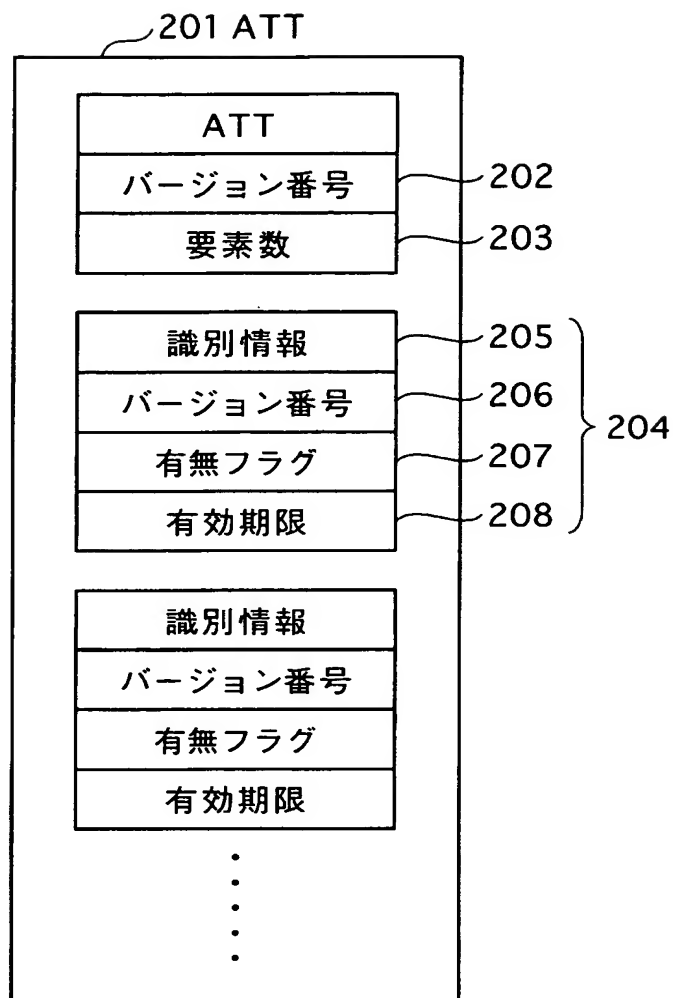 201 ATT
ATT
バージョン番号 202
要素数 203
識別情報 205
バージョン番号 206
204
有無フラグ 207
有効期限 208
識別情報
バージョン番号
有無フラグ
有効期限